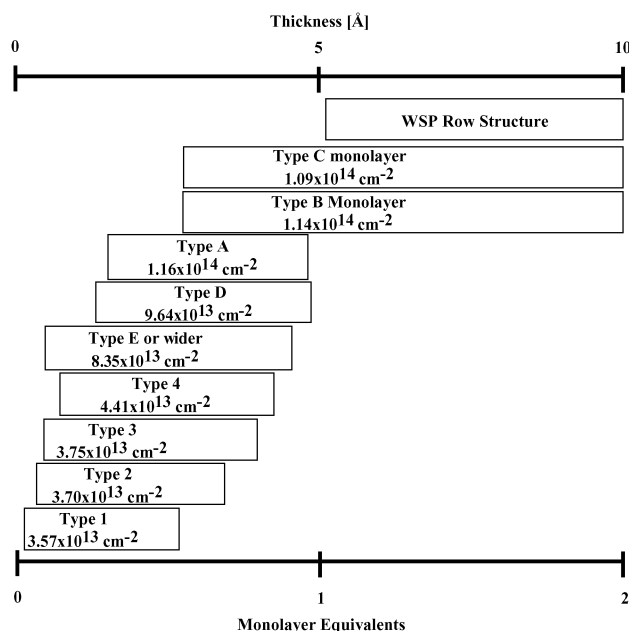 Thickness [Å]
0 5 10
WSP Row Structure
Type C monolayer
1.09x10^14 cm^-2
Type B Monolayer
1.14x10^14 cm^-2
Type A
1.16x10^14 cm^-2
Type D
9.64x10^13 cm^-2
Type E or wider
8.35x10^13 cm^-2
Type 4
4.41x10^13 cm^-2
Type 3
3.75x10^13 cm^-2
Type 2
3.70x10^13 cm^-2
Type 1
3.57x10^13 cm^-2
0 1 2
Monolayer Equivalents